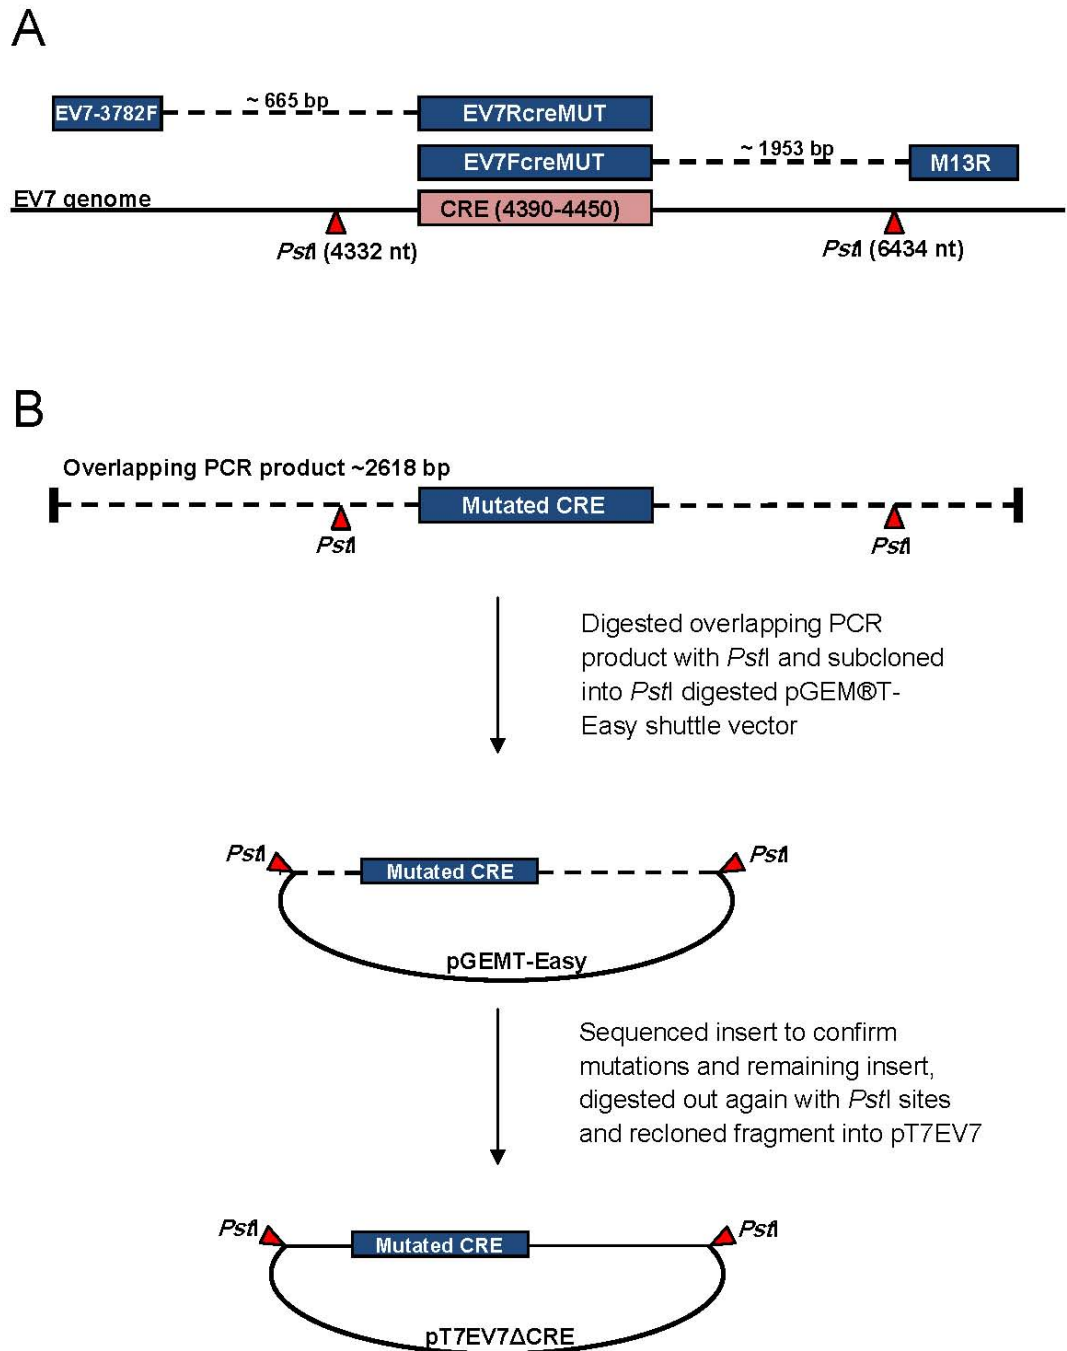 A
EV7-3782F
~ 665 bp
EV7RcreMUT
EV7FcreMUT
~ 1953 bp
M13R
EV7 genome
CRE (4390-4450)
PstI (4332 nt)
PstI (6434 nt)
B
Overlapping PCR product ~2618 bp
Mutated CRE
PstI
PstI
Digested overlapping PCR
product with PstI and subcloned
into PstI digested pGEM®T-
Easy shuttle vector
PstI
Mutated CRE
PstI
pGEMT-Easy
Sequenced insert to confirm
mutations and remaining insert,
digested out again with PstI sites
and recloned fragment into pT7EV7
PstI
Mutated CRE
PstI
pT7EV7ΔCRE